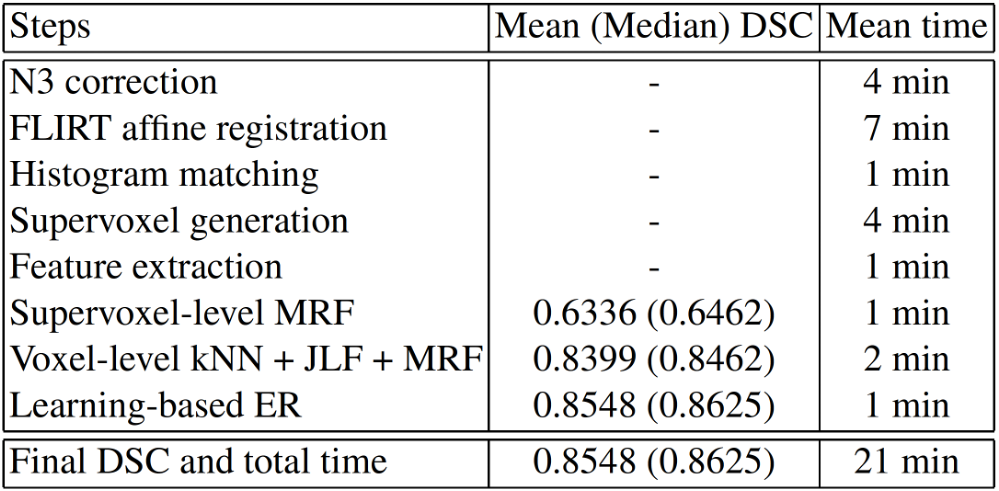 Steps Mean (Median) DSC Mean time
N3 correction - 4 min
FLIRT affine registration - 7 min
Histogram matching - 1 min
Supervoxel generation - 4 min
Feature extraction - 1 min
Supervoxel-level MRF 0.6336 (0.6462) 1 min
Voxel-level kNN + JLF + MRF 0.8399 (0.8462) 2 min
Learning-based ER 0.8548 (0.8625) 1 min
Final DSC and total time 0.8548 (0.8625) 21 min